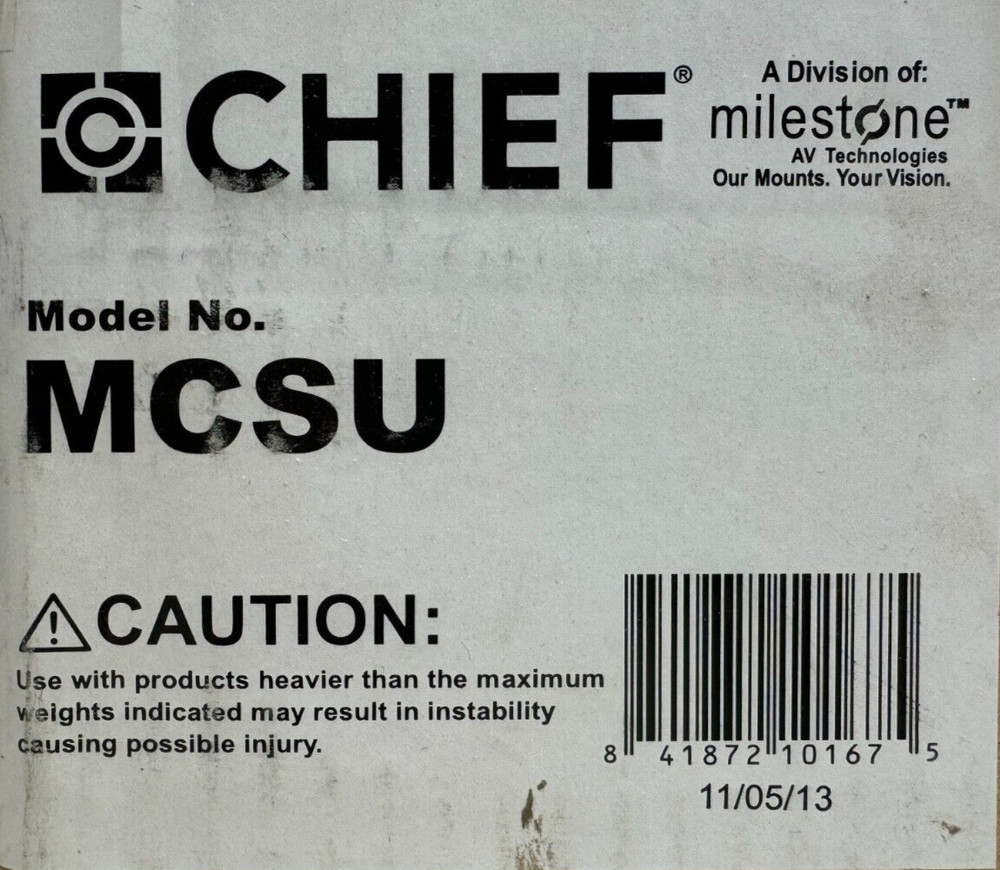 CHIEF®
A Division of:
milestone™
AV Technologies
Our Mounts. Your Vision.
Model No.
MCSU
CAUTION:
Use with products heavier than the maximum
weights indicated may result in instability
causing possible injury.
8 41872 10167 5
11/05/13